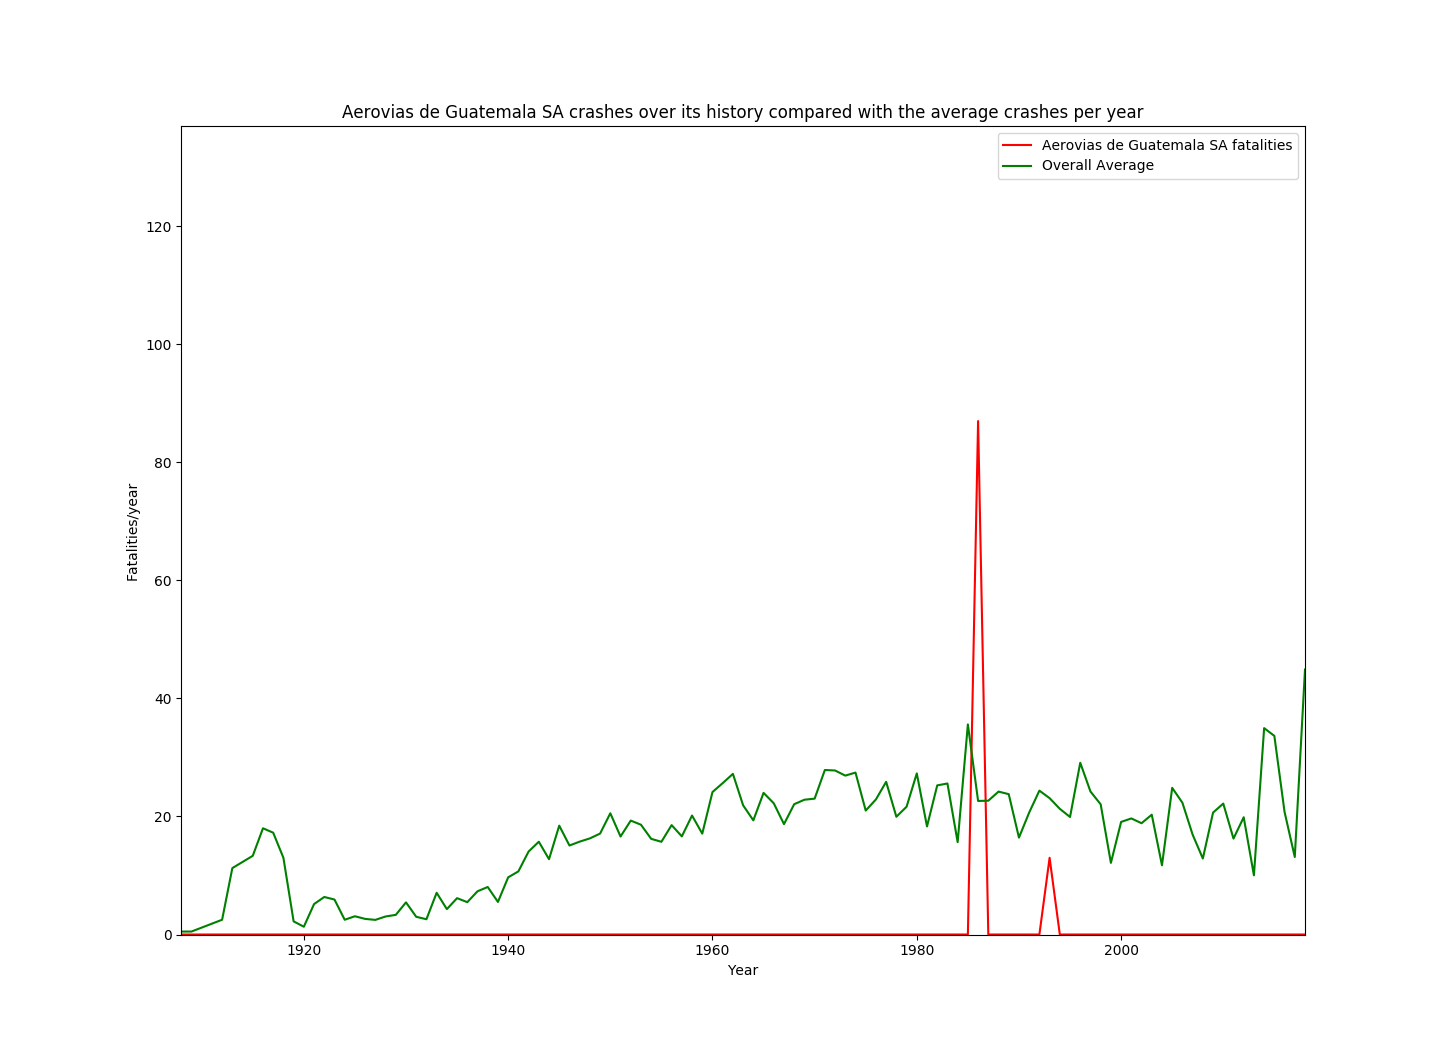 Aerovias de Guatemala SA crashes over its history compared with the average crashes per year
Aerovias de Guatemala SA fatalities
Overall Average
120
100
80
60
40
20
0
Fatalities/year
1920 1940 1960 1980 2000
Year